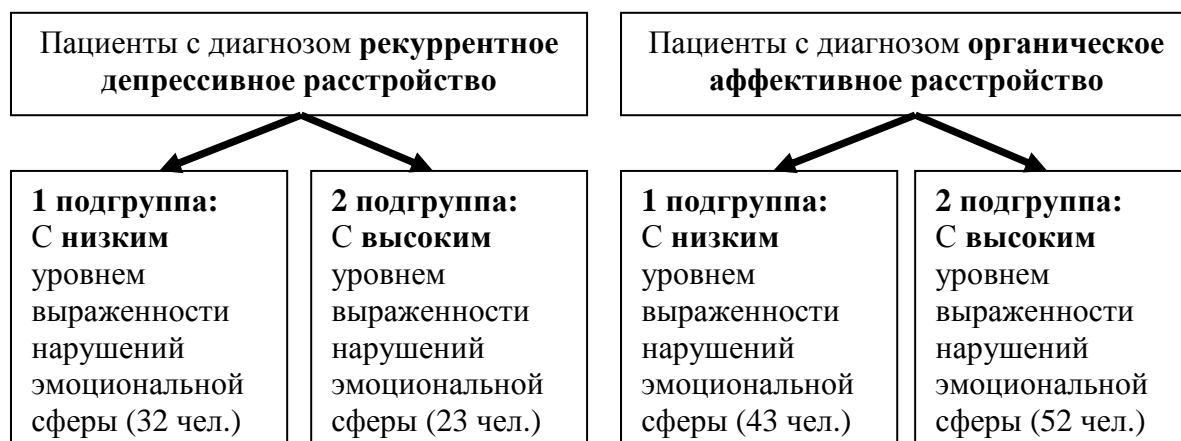 Пациенты с диагнозом рекуррентное
депрессивное расстройство
Пациенты с диагнозом органическое
аффективное расстройство
1 подгруппа:
С низким
уровнем
выраженности
нарушений
эмоциональной
сферы (32 чел.)
2 подгруппа:
С высоким
уровнем
выраженности
нарушений
эмоциональной
сферы (23 чел.)
1 подгруппа:
С низким
уровнем
выраженности
нарушений
эмоциональной
сферы (43 чел.)
2 подгруппа:
С высоким
уровнем
выраженности
нарушений
эмоциональной
сферы (52 чел.)